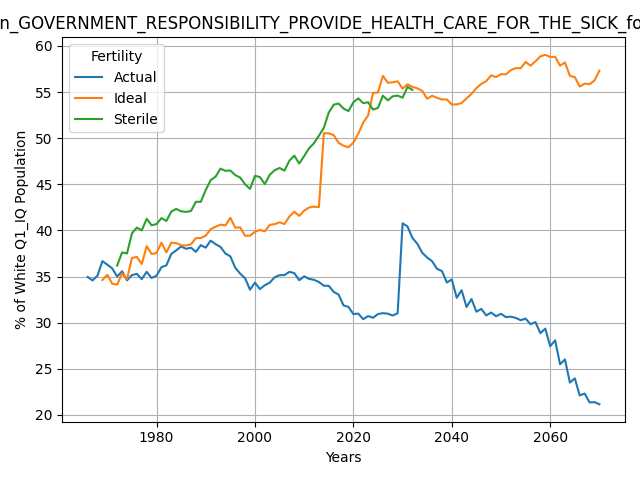 n_GOVERNMENT_RESPONSIBILITY_PROVIDE_HEALTH_CARE_FOR_THE_SICK_fo
Fertility
Actual
Ideal
Sterile
% of White Q1_IQ Population
60
55
50
45
40
35
30
25
20
1980 2000 2020 2040 2060
Years